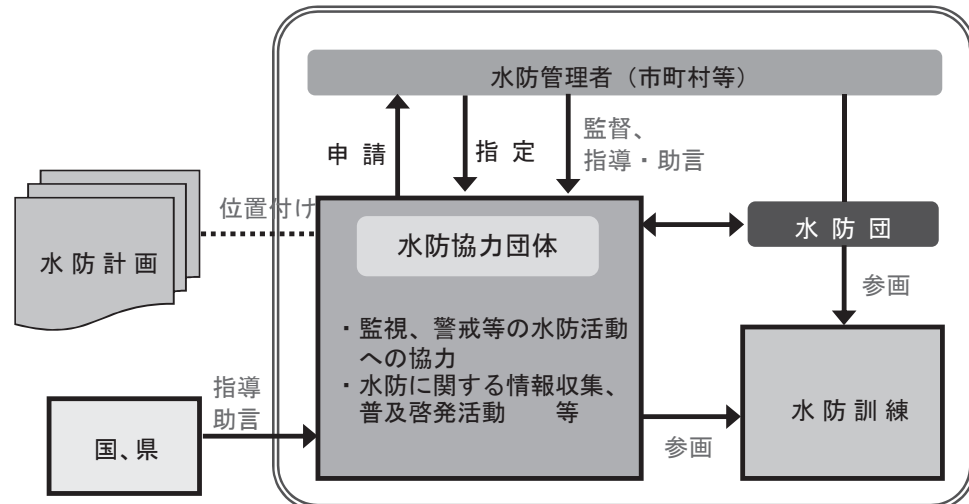 水防管理者（市町村等）
申 請
指 定
監督、
指導・助言
位置付け
水 防 計 画
水防協力団体
水 防 団
参画
・監視、警戒等の水防活動
への協力
・水防に関する情報収集、
普及啓発活動　　等
指導
助言
国、県
参画
水 防 訓 練